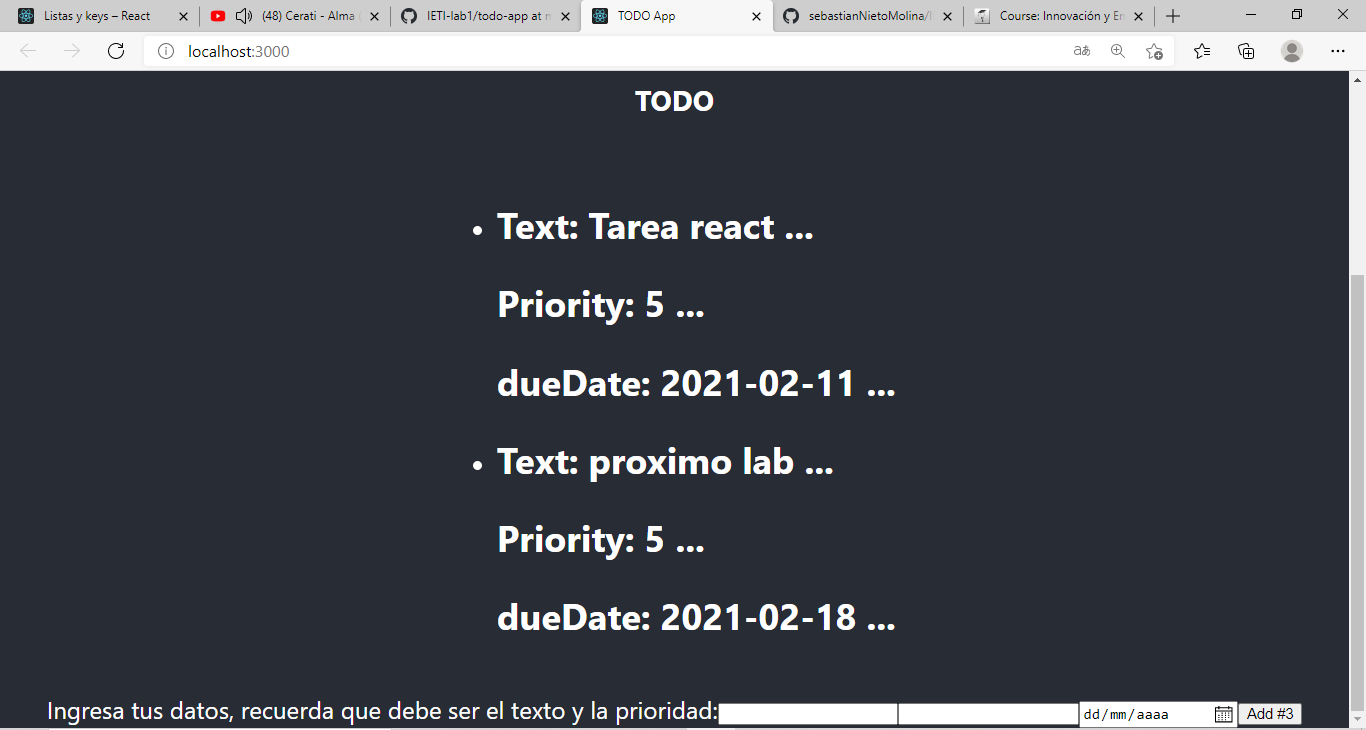 Listas y keys – React
(48) Cerati - Alma
IETI-lab1/todo-app at m
TODO App
sebastianNietoMolina/
Course: Innovación y En
localhost:3000
TODO
• Text: Tarea react ...
Priority: 5 ...
dueDate: 2021-02-11 ...
• Text: proximo lab ...
Priority: 5 ...
dueDate: 2021-02-18 ...
Ingresa tus datos, recuerda que debe ser el texto y la prioridad: dd/mm/aaaa Add #3